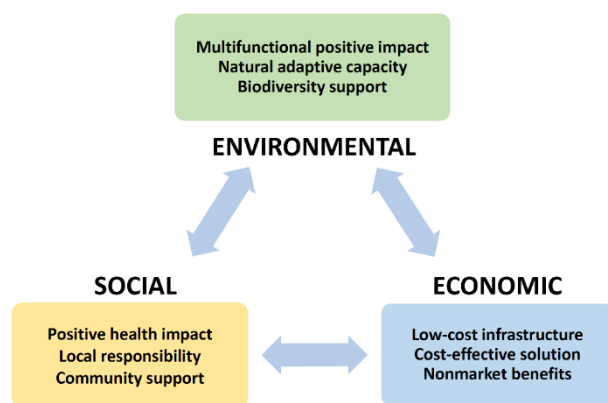 Multifunctional positive impact
Natural adaptive capacity
Biodiversity support
ENVIRONMENTAL
SOCIAL
Positive health impact
Local responsibility
Community support
ECONOMIC
Low-cost infrastructure
Cost-effective solution
Nonmarket benefits